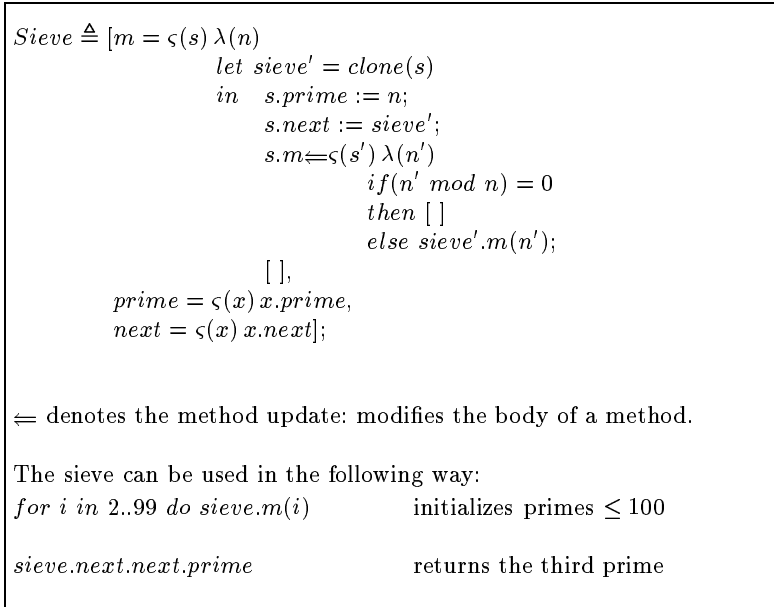 Sieve ≜ [m = ς(s) λ(n)
let sieve′ = clone(s)
in s.prime := n;
s.next := sieve′;
s.m⇐ς(s′) λ(n′)
if(n′ mod n) = 0
then [ ]
else sieve′.m(n′);
[ ],
prime = ς(x) x.prime,
next = ς(x) x.next];
⇐ denotes the method update: modifies the body of a method.
The sieve can be used in the following way:
for i in 2..99 do sieve.m(i) initializes primes ≤ 100
sieve.next.next.prime returns the third prime